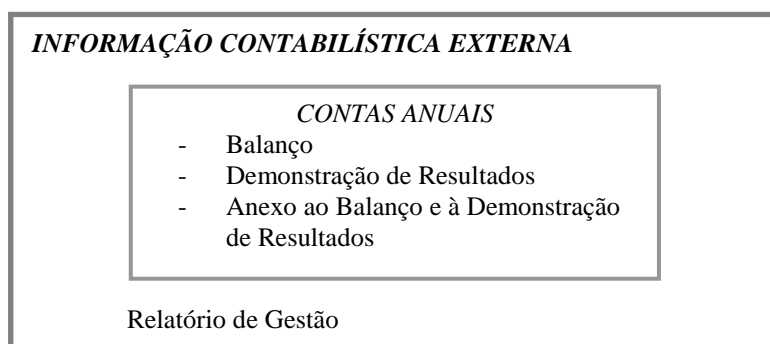 INFORMAÇÃO CONTABILÍSTICA EXTERNA
CONTAS ANUAIS
- Balanço
- Demonstração de Resultados
- Anexo ao Balanço e à Demonstração
de Resultados
Relatório de Gestão